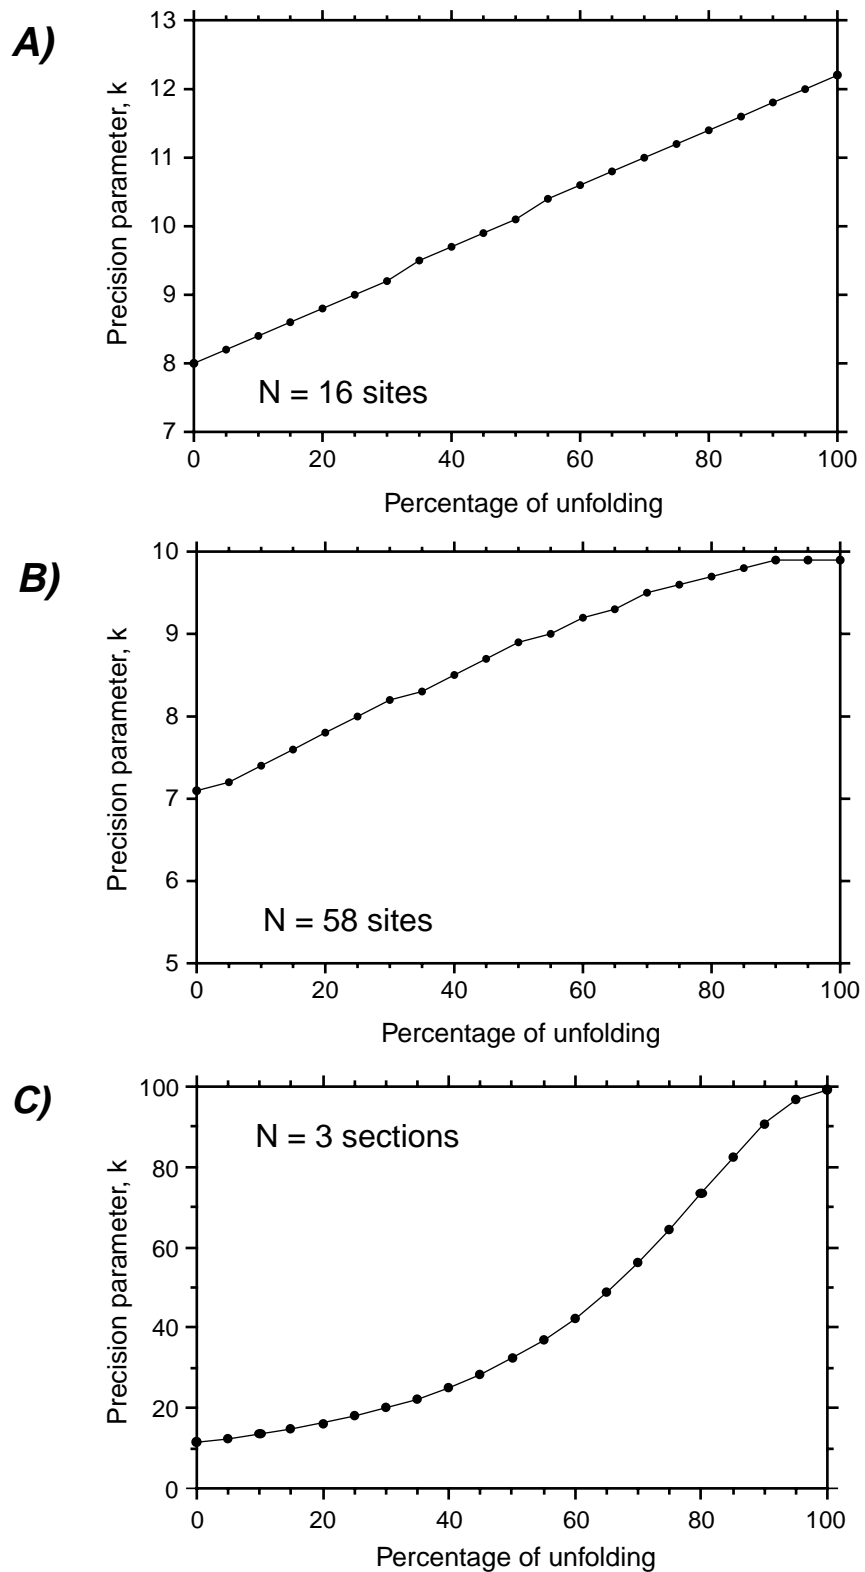 A)
Precision parameter, k
13
12
11
10
9
8
7
N = 16 sites
0 20 40 60 80 100
Percentage of unfolding
B)
Precision parameter, k
10
9
8
7
6
5
N = 58 sites
0 20 40 60 80 100
Percentage of unfolding
C)
Precision parameter, k
100
80
60
40
20
0
N = 3 sections
0 20 40 60 80 100
Percentage of unfolding